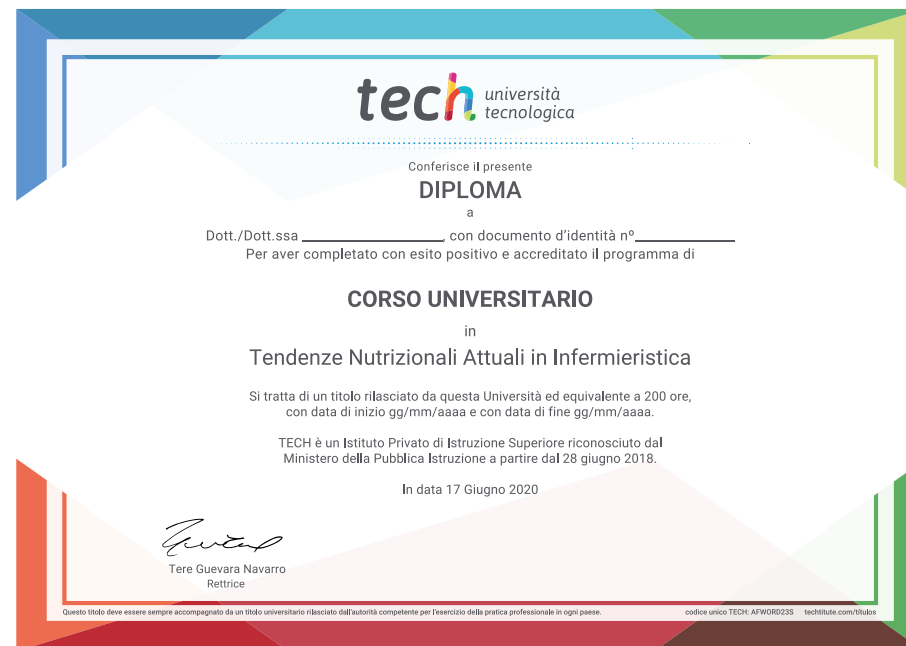 tech università
tecnologica
Conferisce il presente
DIPLOMA
a
Dott./Dott.ssa ________________, con documento d'identità nº____________
Per aver completato con esito positivo e accreditato il programma di
CORSO UNIVERSITARIO
in
Tendenze Nutrizionali Attuali in Infermieristica
Si tratta di un titolo rilasciato da questa Università ed equivalente a 200 ore,
con data di inizio gg/mm/aaaa e con data di fine gg/mm/aaaa.
TECH è un Istituto Privato di Istruzione Superiore riconosciuto dal
Ministero della Pubblica Istruzione a partire dal 28 giugno 2018.
In data 17 Giugno 2020
Tere Guevara Navarro
Rettrice
Questo titolo deve essere sempre accompagnato da un titolo universitario rilasciato dall'autorità competente per l'esercizio della pratica professionale in ogni paese. codice unico TECH: AFWORD23S techtitute.com/títulos